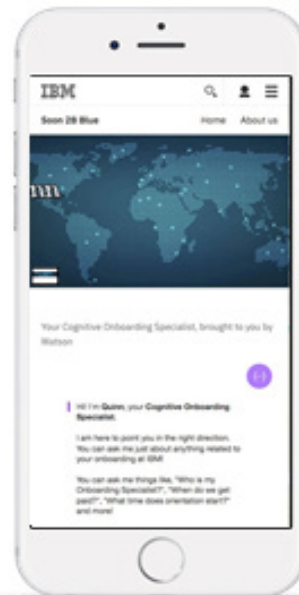 IBM
Soon 2B Blue Home About us
nn
Your Cognitive Onboarding Specialist, brought to you by
Watson
Hi! I'm Quinn, your Cognitive Onboarding
Specialist.
I am here to point you in the right direction.
You can ask me just about anything related to
your onboarding at IBM!
You can ask me things like, "Who is my
Onboarding Specialist?", "When do we get
paid?", "What time does orientation start?"
and more!